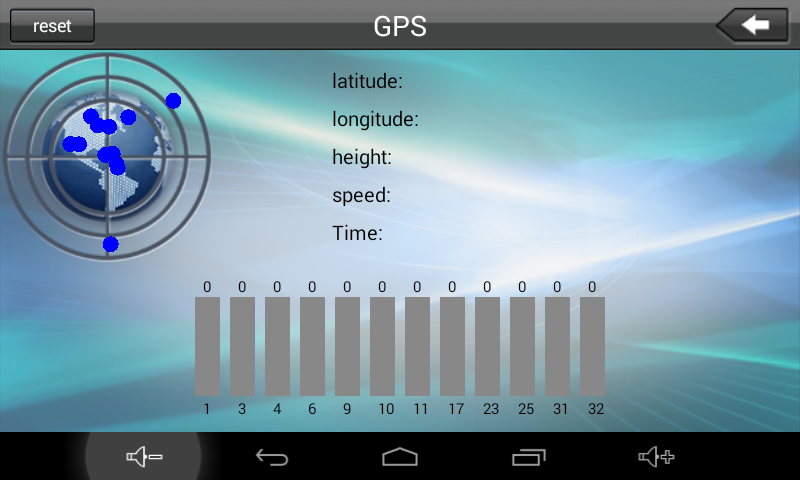 reset
GPS
latitude:
longitude:
height:
speed:
Time:
0 0 0 0 0 0 0 0 0 0 0 0
1 3 4 6 9 10 11 17 23 25 31 32